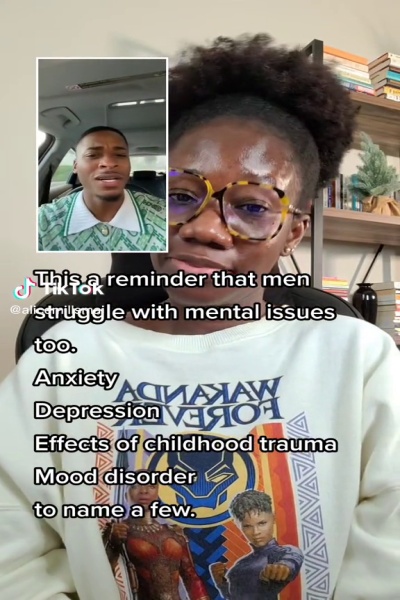 TikTok
This a reminder that men
struggle with mental issues
too.
Anxiety
Depression
Effects of childhood trauma
Mood disorder
to name a few.
WAKANDA
FOREVER